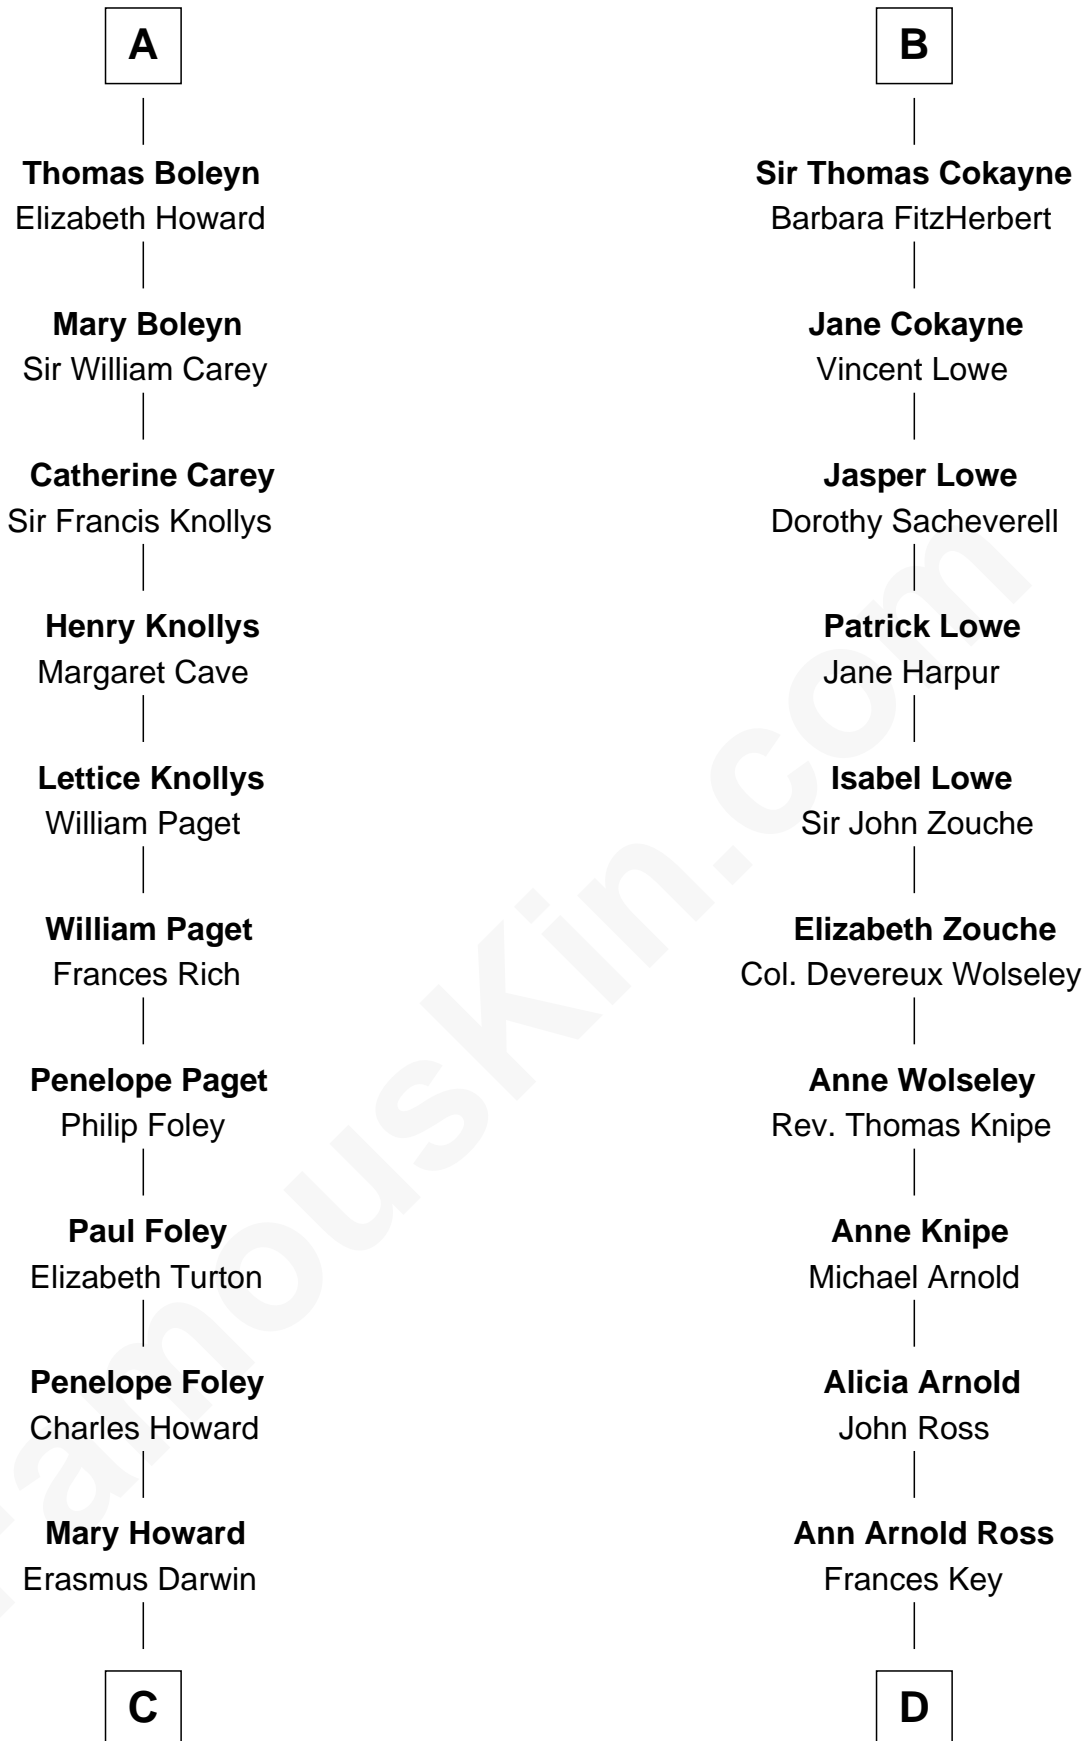 A
Thomas Boleyn
Elizabeth Howard
Mary Boleyn
Sir William Carey
Catherine Carey
Sir Francis Knollys
Henry Knollys
Margaret Cave
Lettice Knollys
William Paget
William Paget
Frances Rich
Penelope Paget
Philip Foley
Paul Foley
Elizabeth Turton
Penelope Foley
Charles Howard
Mary Howard
Erasmus Darwin
C
B
Sir Thomas Cokayne
Barbara FitzHerbert
Jane Cokayne
Vincent Lowe
Jasper Lowe
Dorothy Sacheverell
Patrick Lowe
Jane Harpur
Isabel Lowe
Sir John Zouche
Elizabeth Zouche
Col. Devereux Wolseley
Anne Wolseley
Rev. Thomas Knipe
Anne Knipe
Michael Arnold
Alicia Arnold
John Ross
Ann Arnold Ross
Frances Key
D
FamousKin.com